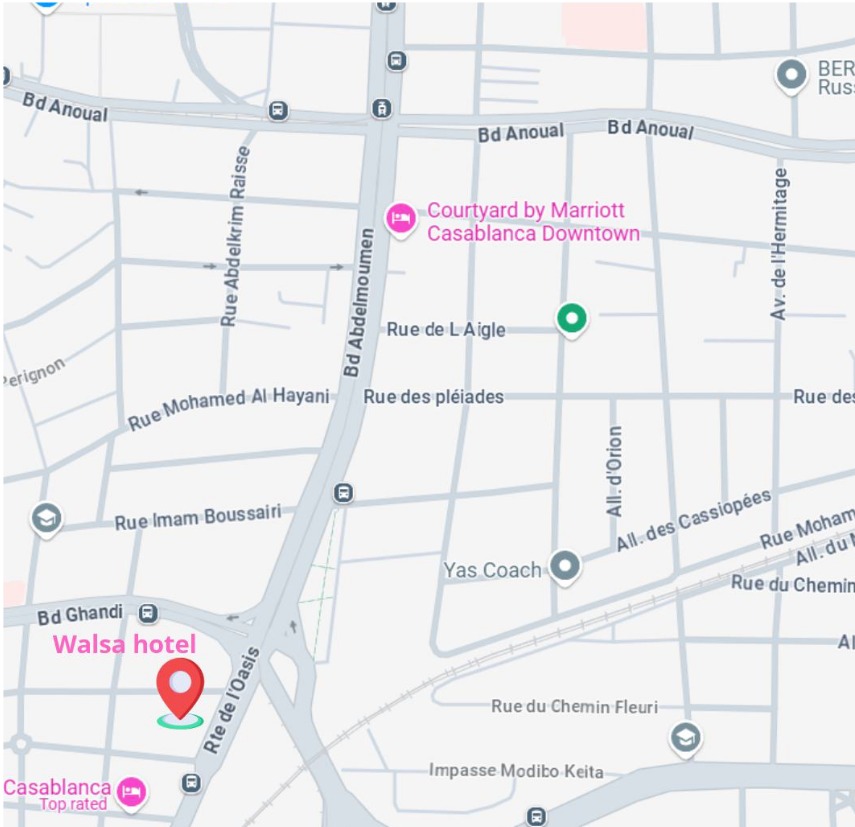 BER
Russ
Bd Anoual
Bd Anoual
Bd Anoual
Rue Abdelkrim Raisse
Av. de l'Hermitage
Courtyard by Marriott
Casablanca Downtown
Bd Abdelmoumen
Rue de L Aigle
Perignon
Rue Mohamed Al Hayani
Rue des pléiades
Rue des
All. d'Orion
Rue Imam Boussairi
All. des Cassiopées
Rue Moham
All. du M
Yas Coach
Rue du Chemin
Bd Ghandi
Walsa hotel
Al
Rte de l'Oasis
Rue du Chemin Fleuri
Impasse Modibo Keita
Casablanca
Top rated